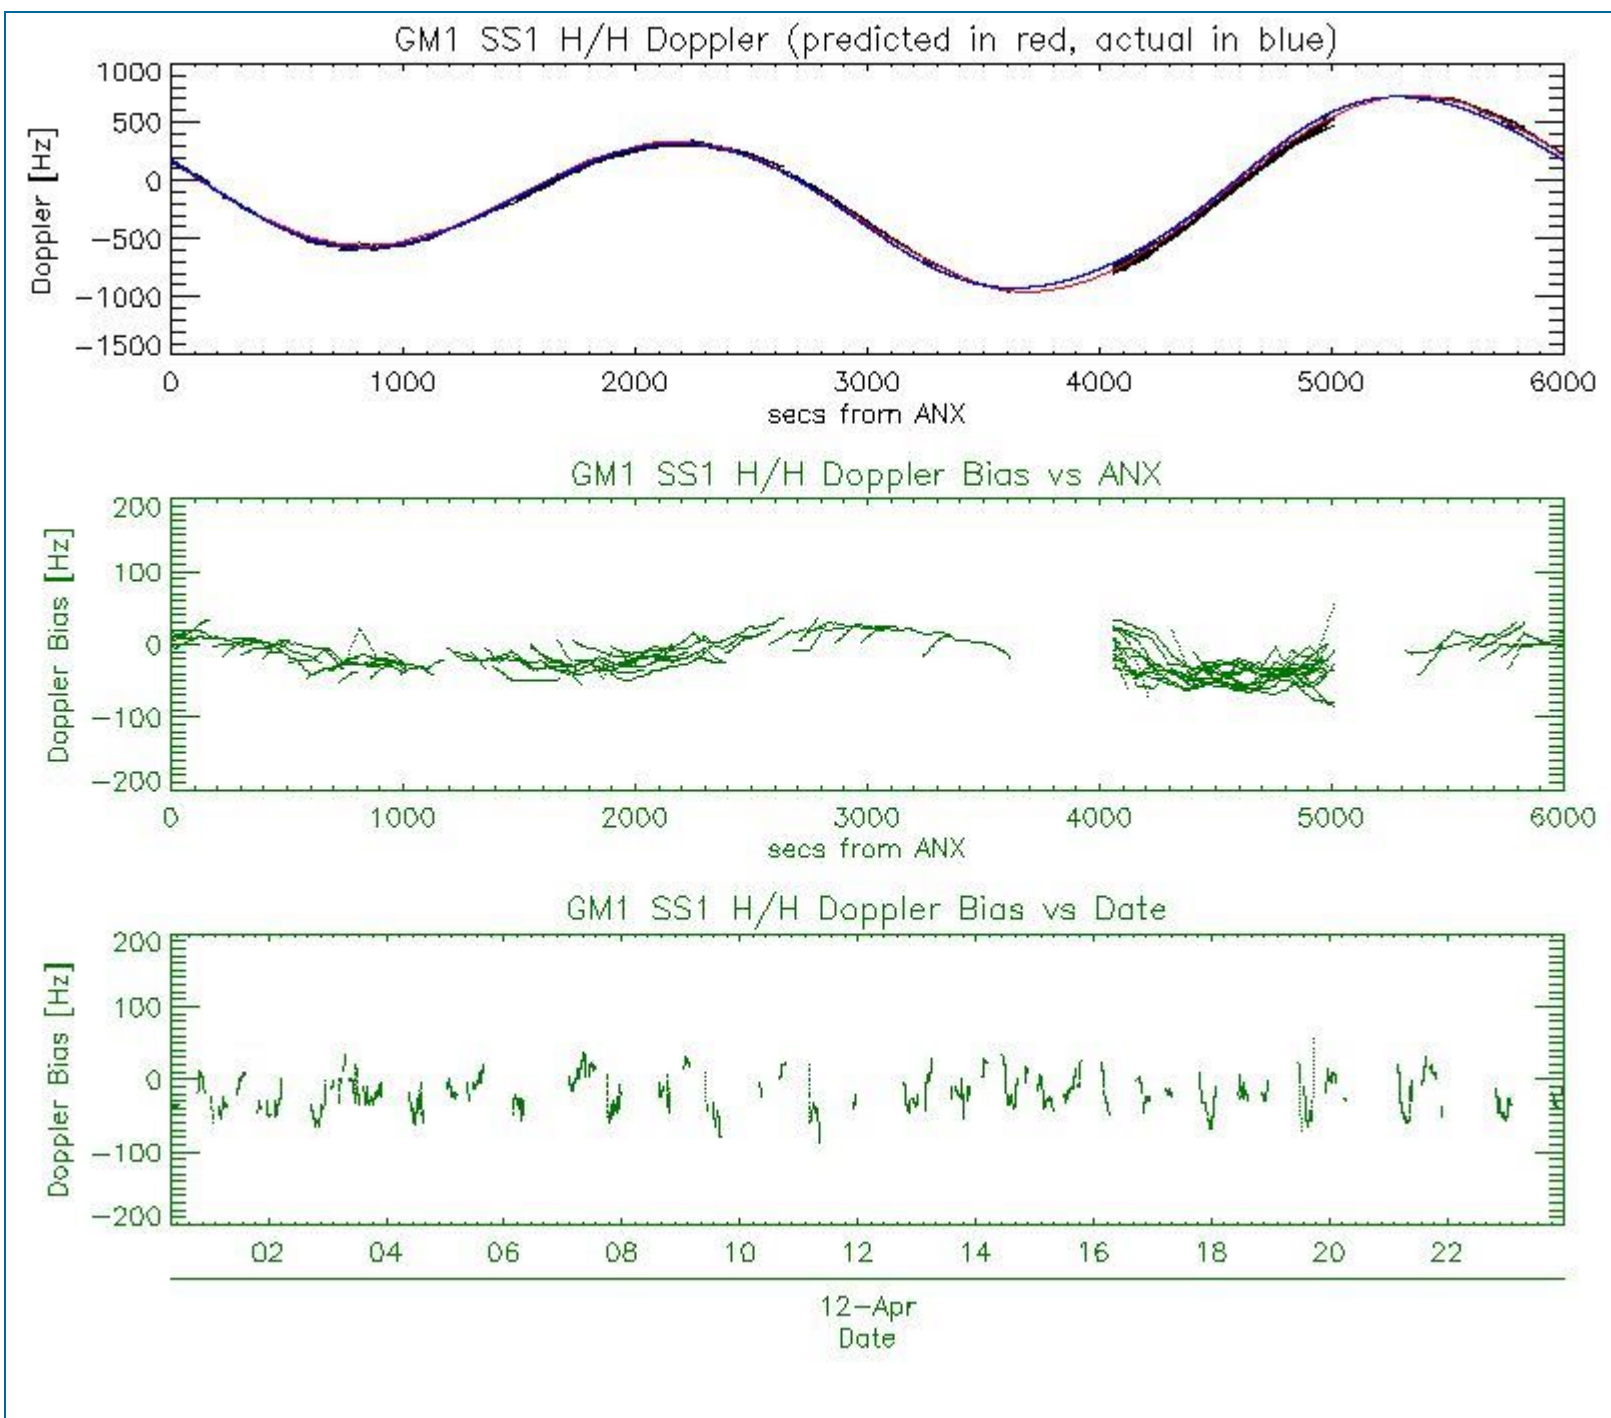 GM1 SS1 H/H Doppler (predicted in red, actual in blue)
1000
500
0
−500
−1000
−1500
Doppler [Hz]
0 1000 2000 3000 4000 5000 6000
secs from ANX
GM1 SS1 H/H Doppler Bias vs ANX
200
100
0
−100
−200
Doppler Bias [Hz]
0 1000 2000 3000 4000 5000 6000
secs from ANX
GM1 SS1 H/H Doppler Bias vs Date
200
100
0
−100
−200
Doppler Bias [Hz]
02 04 06 08 10 12 14 16 18 20 22
12−Apr
Date